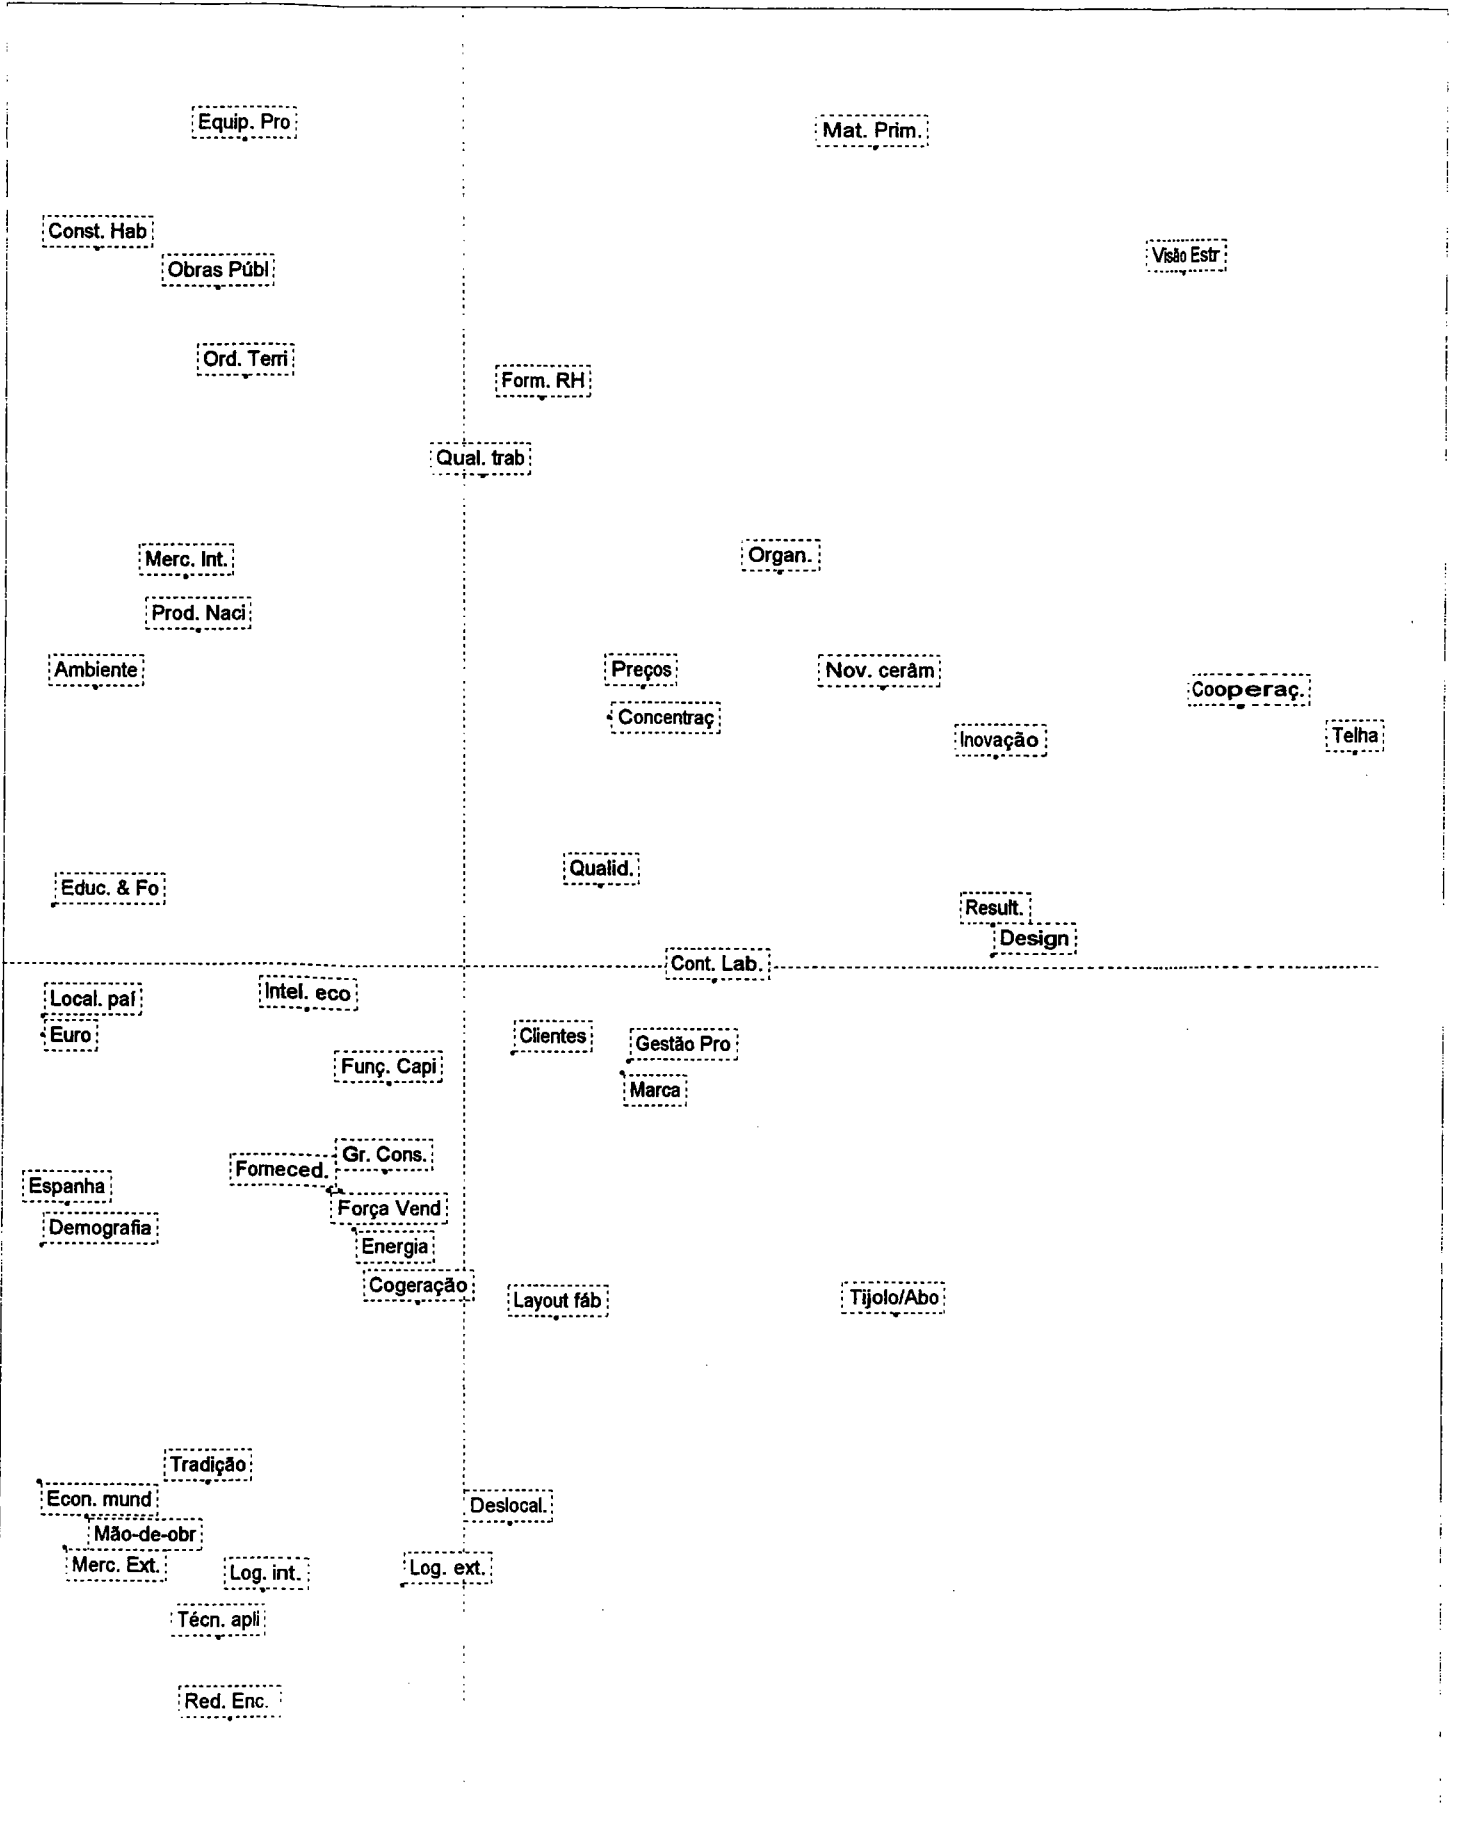 Equip. Pro
Mat. Prim.
Const. Hab
Visão Estr
Obras Públ
Ord. Terri
Form. RH
Qual. trab
Merc. Int.
Organ.
Prod. Naci
Ambiente
Preços
Nov. cerâm
Cooperaç.
Concentraç
Inovação
Telha
Qualid.
Educ. & Fo
Result.
Design
Cont. Lab.
Local. paí
Intel. eco
Euro
Clientes
Gestão Pro
Funç. Capi
Marca
Gr. Cons.
Forneced.
Espanha
Força Vend
Demografia
Energia
Cogeração
Layout fáb
Tijolo/Abo
Tradição
Econ. mund
Deslocal.
Mão-de-obr
Merc. Ext.
Log. int.
Log. ext.
Técn. apli
Red. Enc.